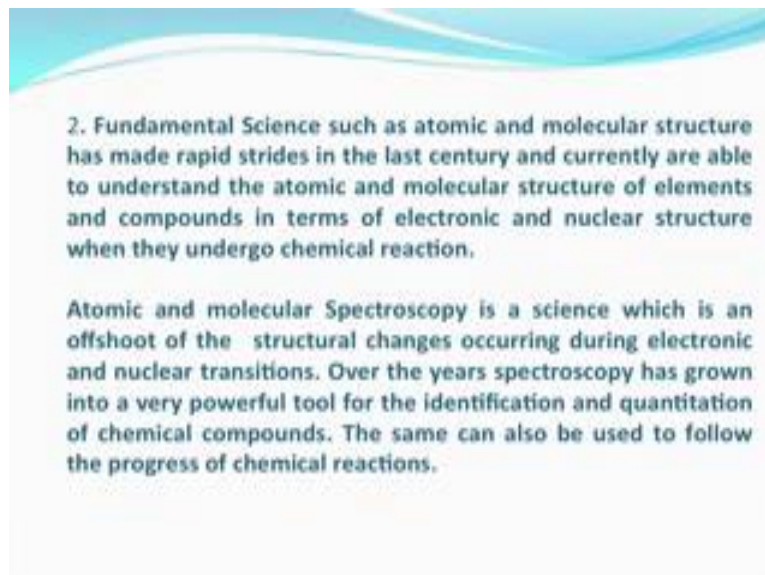 2. Fundamental Science such as atomic and molecular structure
has made rapid strides in the last century and currently are able
to understand the atomic and molecular structure of elements
and compounds in terms of electronic and nuclear structure
when they undergo chemical reaction.
Atomic and molecular Spectroscopy is a science which is an
offshoot of the structural changes occurring during electronic
and nuclear transitions. Over the years spectroscopy has grown
into a very powerful tool for the identification and quantitation
of chemical compounds. The same can also be used to follow
the progress of chemical reactions.